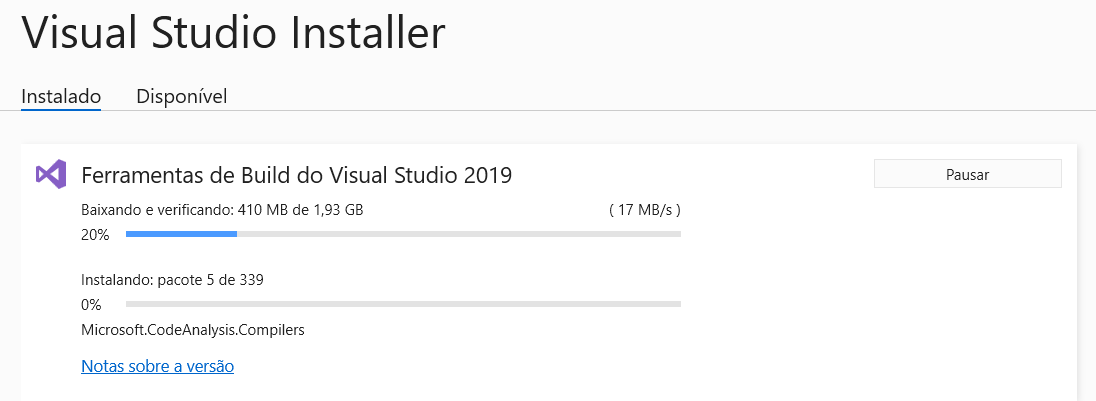 Visual Studio Installer
Instalado
Disponível
Ferramentas de Build do Visual Studio 2019
Pausar
Baixando e verificando: 410 MB de 1,93 GB
( 17 MB/s )
20%
Instalando: pacote 5 de 339
0%
Microsoft.CodeAnalysis.Compilers
Notas sobre a versão